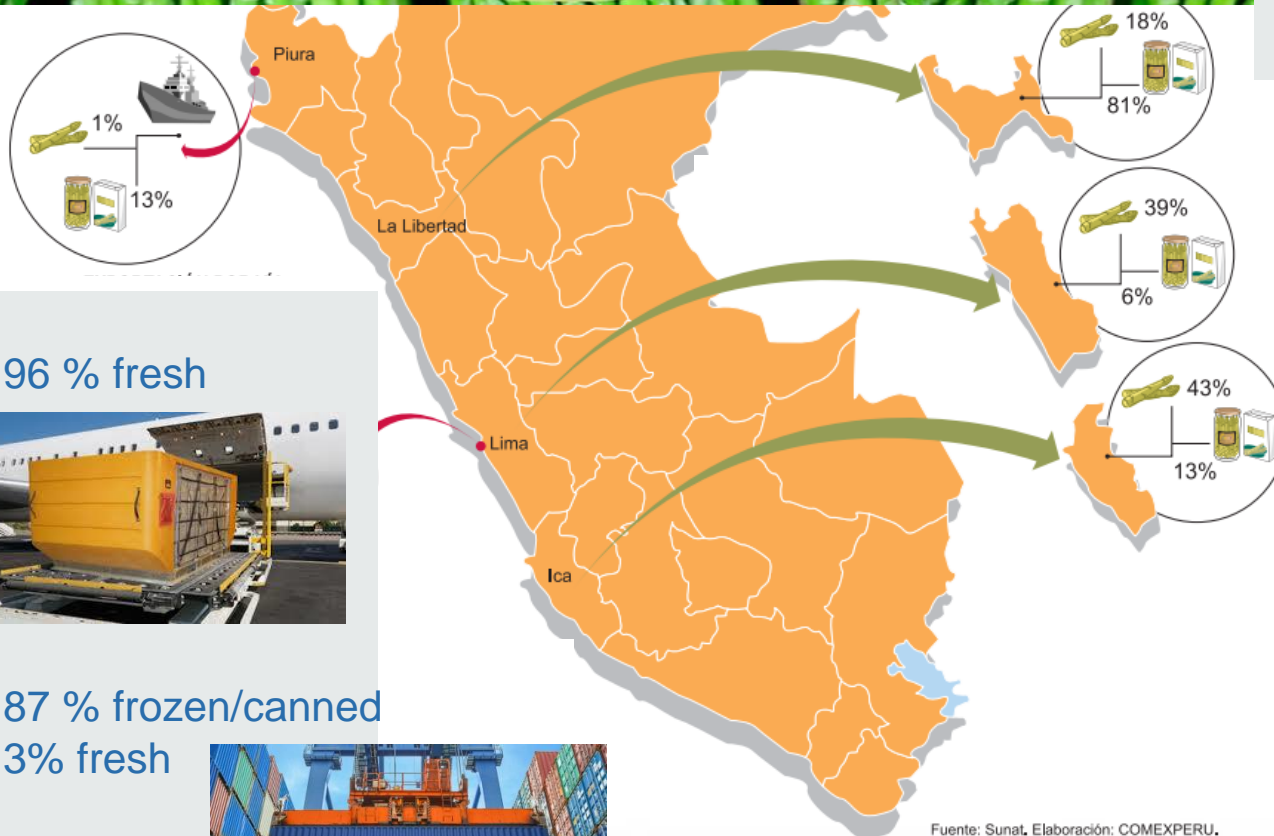 Piura
1%
13%
La Libertad
Lima
Ica
18%
81%
39%
6%
43%
13%
96 % fresh
87 % frozen/canned
3% fresh
Fuente: Sunat. Elaboración: COMEXPERU.